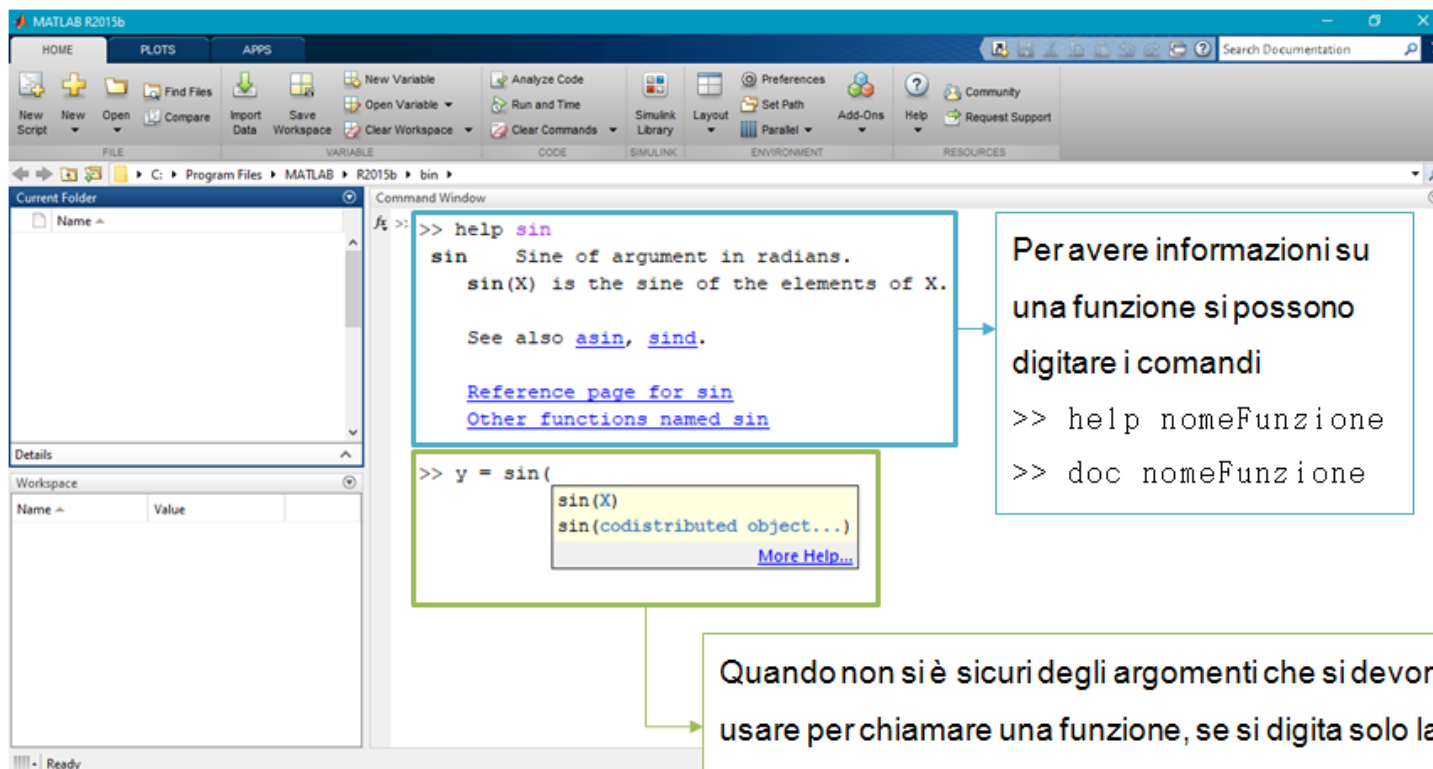 MATLAB R2015b
HOME PLOTS APPS
Search Documentation
New Script
New
Open
Find Files
Compare
Import Data
Save Workspace
New Variable
Open Variable
Clear Workspace
Analyze Code
Run and Time
Clear Commands
Simulink Library
Layout
Preferences
Set Path
Parallel
Add-Ons
Help
Community
Request Support
FILE VARIABLE CODE SIMULINK ENVIRONMENT RESOURCES
C: Program Files MATLAB R2015b bin
Current Folder
Name
Details
Workspace
Name Value
Ready
Command Window
fx >>
>> help sin
sin Sine of argument in radians.
sin(X) is the sine of the elements of X.
See also asin, sind.
Reference page for sin
Other functions named sin
>> y = sin(
sin(X)
sin(codistributed object...)
More Help...
Per avere informazioni su
una funzione si possono
digitare i comandi
>> help nomeFunzione
>> doc nomeFunzione
Quando non si è sicuri degli argomenti che si devor
usare per chiamare una funzione, se si digita solo la